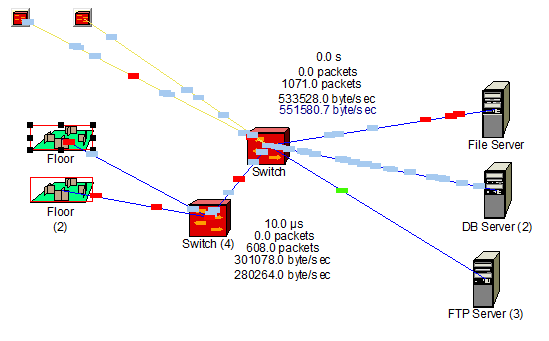 0.0 s
0.0 packets
1071.0 packets
533528.0 byte/sec
551580.7 byte/sec
File Server
Floor
Switch
Floor
(2)
DB Server (2)
Switch (4)
10.0 µs
0.0 packets
608.0 packets
301078.0 byte/sec
280264.0 byte/sec
FTP Server (3)